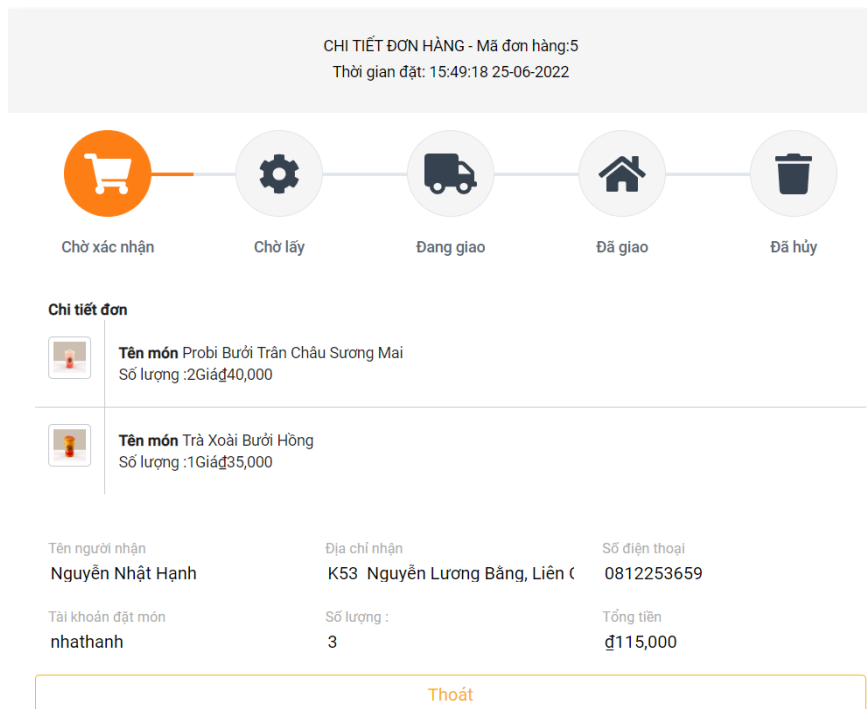 CHI TIẾT ĐƠN HÀNG - Mã đơn hàng:5
Thời gian đặt: 15:49:18 25-06-2022
Chờ xác nhận
Chờ lấy
Đang giao
Đã giao
Đã hủy
Chi tiết đơn
Tên món Probi Bưởi Trân Châu Sương Mai
Số lượng :2Giá₫40,000
Tên món Trà Xoài Bưởi Hồng
Số lượng :1Giá₫35,000
Tên người nhận
Địa chỉ nhận
Số điện thoại
Nguyễn Nhật Hạnh
K53 Nguyễn Lương Bằng, Liên
0812253659
Tài khoản đặt món
Số lượng :
Tổng tiền
nhathanh
3
₫115,000
Thoát